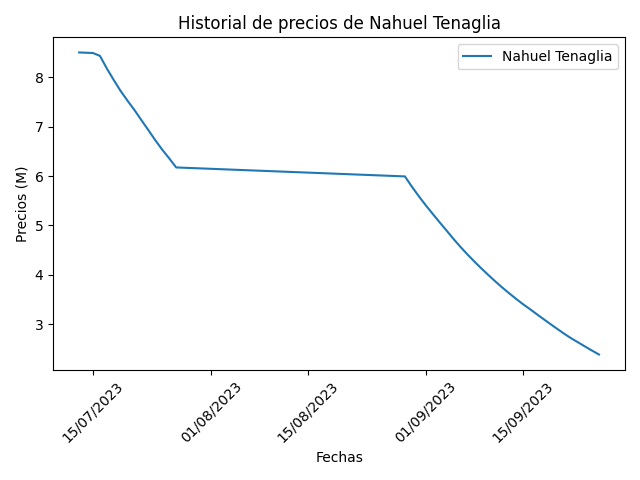 Historial de precios de Nahuel Tenaglia
Nahuel Tenaglia
Precios (M)
8
7
6
5
4
3
15/07/2023
01/08/2023
15/08/2023
01/09/2023
15/09/2023
Fechas